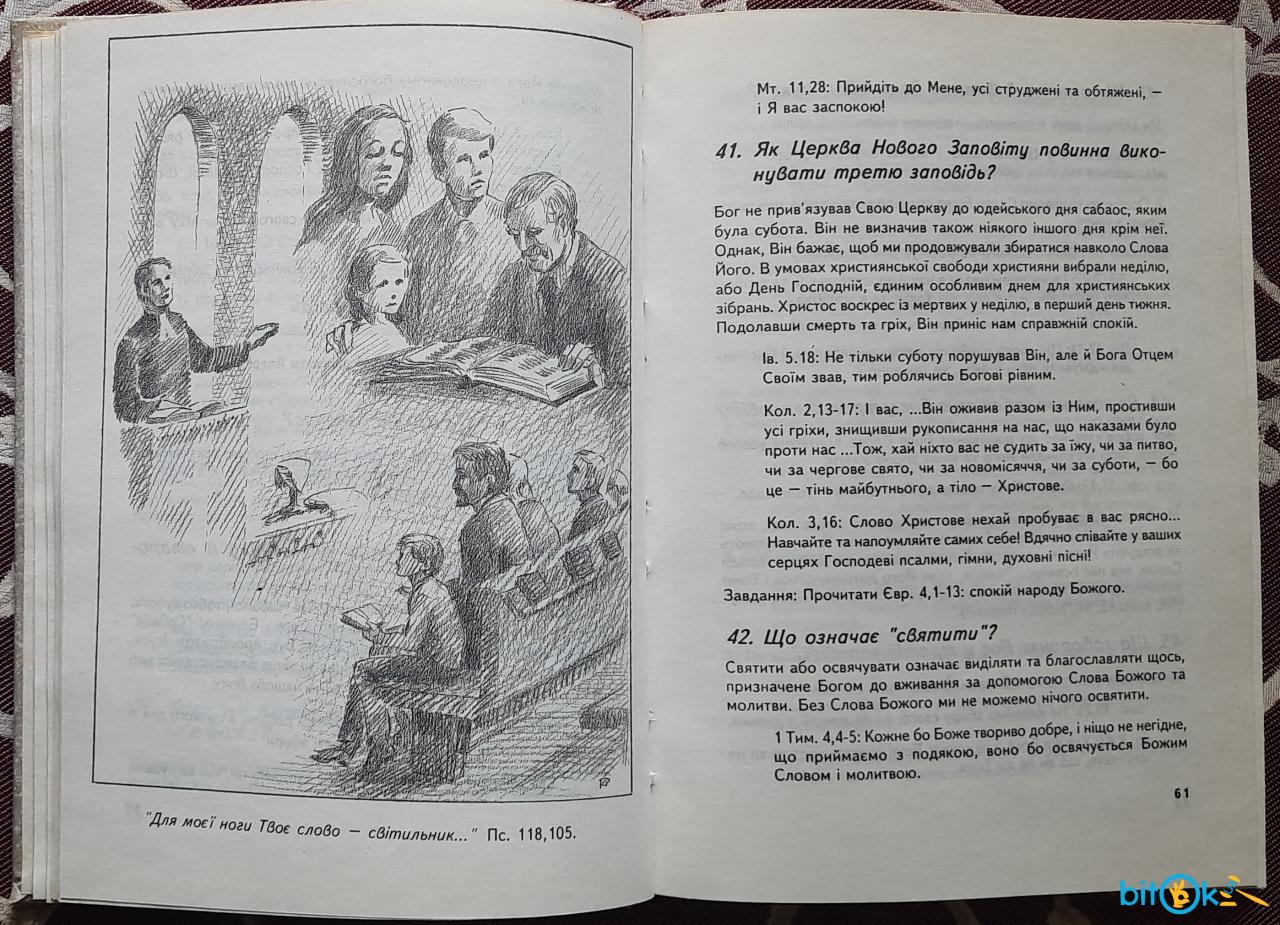 "Для моєї ноги Твоє слово — світильник..." Пс. 118,105.
Мт. 11,28: Прийдіть до Мене, усі струджені та обтяжені, —
і Я вас заспокою!
41. Як Церква Нового Заповіту повинна вико-
нувати третю заповідь?
Бог не прив'язував Свою Церкву до юдейського дня сабаос, яким
була субота. Він не визначив також ніякого іншого дня крім неї.
Однак, Він бажає, щоб ми продовжували збиратися навколо Слова
Його. В умовах християнської свободи християни вибрали неділю,
або День Господній, єдиним особливим днем для християнських
зібрань. Христос воскрес із мертвих у неділю, в перший день тижня.
Подолавши смерть та гріх, Він приніс нам справжній спокій.
Ів. 5.18: Не тільки суботу порушував Він, але й Бога Отцем
Своїм звав, тим роблячись Богові рівним.
Кол. 2,13-17: І вас, ...Він оживив разом із Ним, простивши
усі гріхи, знищивши рукописання на нас, що наказами було
проти нас ...Тож, хай ніхто вас не судить за їжу, чи за питво,
чи за чергове свято, чи за новомісяччя, чи за суботи, — бо
це — тінь майбутнього, а тіло — Христове.
Кол. 3,16: Слово Христове нехай пробуває в вас рясно...
Навчайте та напоумляйте самих себе! Вдячно співайте у ваших
серцях Господеві псалми, гімни, духовні пісні!
Завдання: Прочитати Євр. 4,1-13: спокій народу Божого.
42. Що означає "святити"?
Святити або освячувати означає виділяти та благославляти щось,
призначене Богом до вживання за допомогою Слова Божого та
молитви. Без Слова Божого ми не можемо нічого освятити.
1 Тим. 4,4-5: Кожне бо Боже твориво добре, і ніщо не негідне,
що приймаємо з подякою, воно бо освячується Божим
Словом і молитвою.
61
bitok